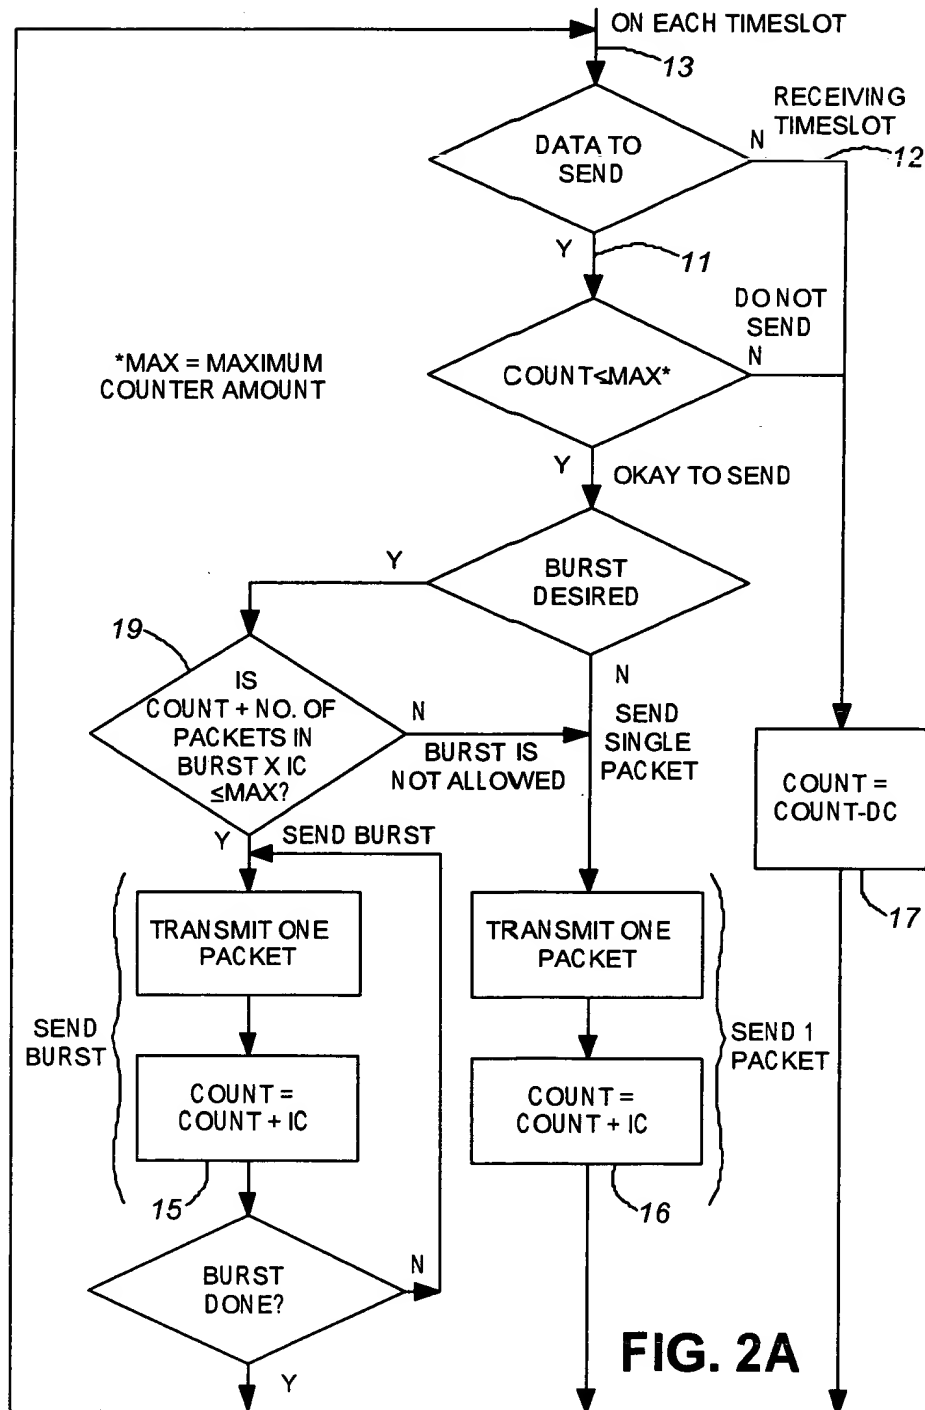 ON EACH TIMESLOT
13
RECEIVING
TIMESLOT
12
N
DATA TO
SEND
Y
11
DO NOT
SEND
N
*MAX = MAXIMUM
COUNTER AMOUNT
COUNT≤MAX*
Y
OKAY TO SEND
Y
BURST
DESIRED
19
IS
COUNT + NO. OF
PACKETS IN
BURST X IC
≤MAX?
N
BURST IS
NOT ALLOWED
N
SEND
SINGLE
PACKET
COUNT =
COUNT-DC
17
Y
SEND BURST
TRANSMIT ONE
PACKET
TRANSMIT ONE
PACKET
SEND
BURST
SEND 1
PACKET
COUNT =
COUNT + IC
COUNT =
COUNT + IC
15
16
BURST
DONE?
N
Y
FIG. 2A